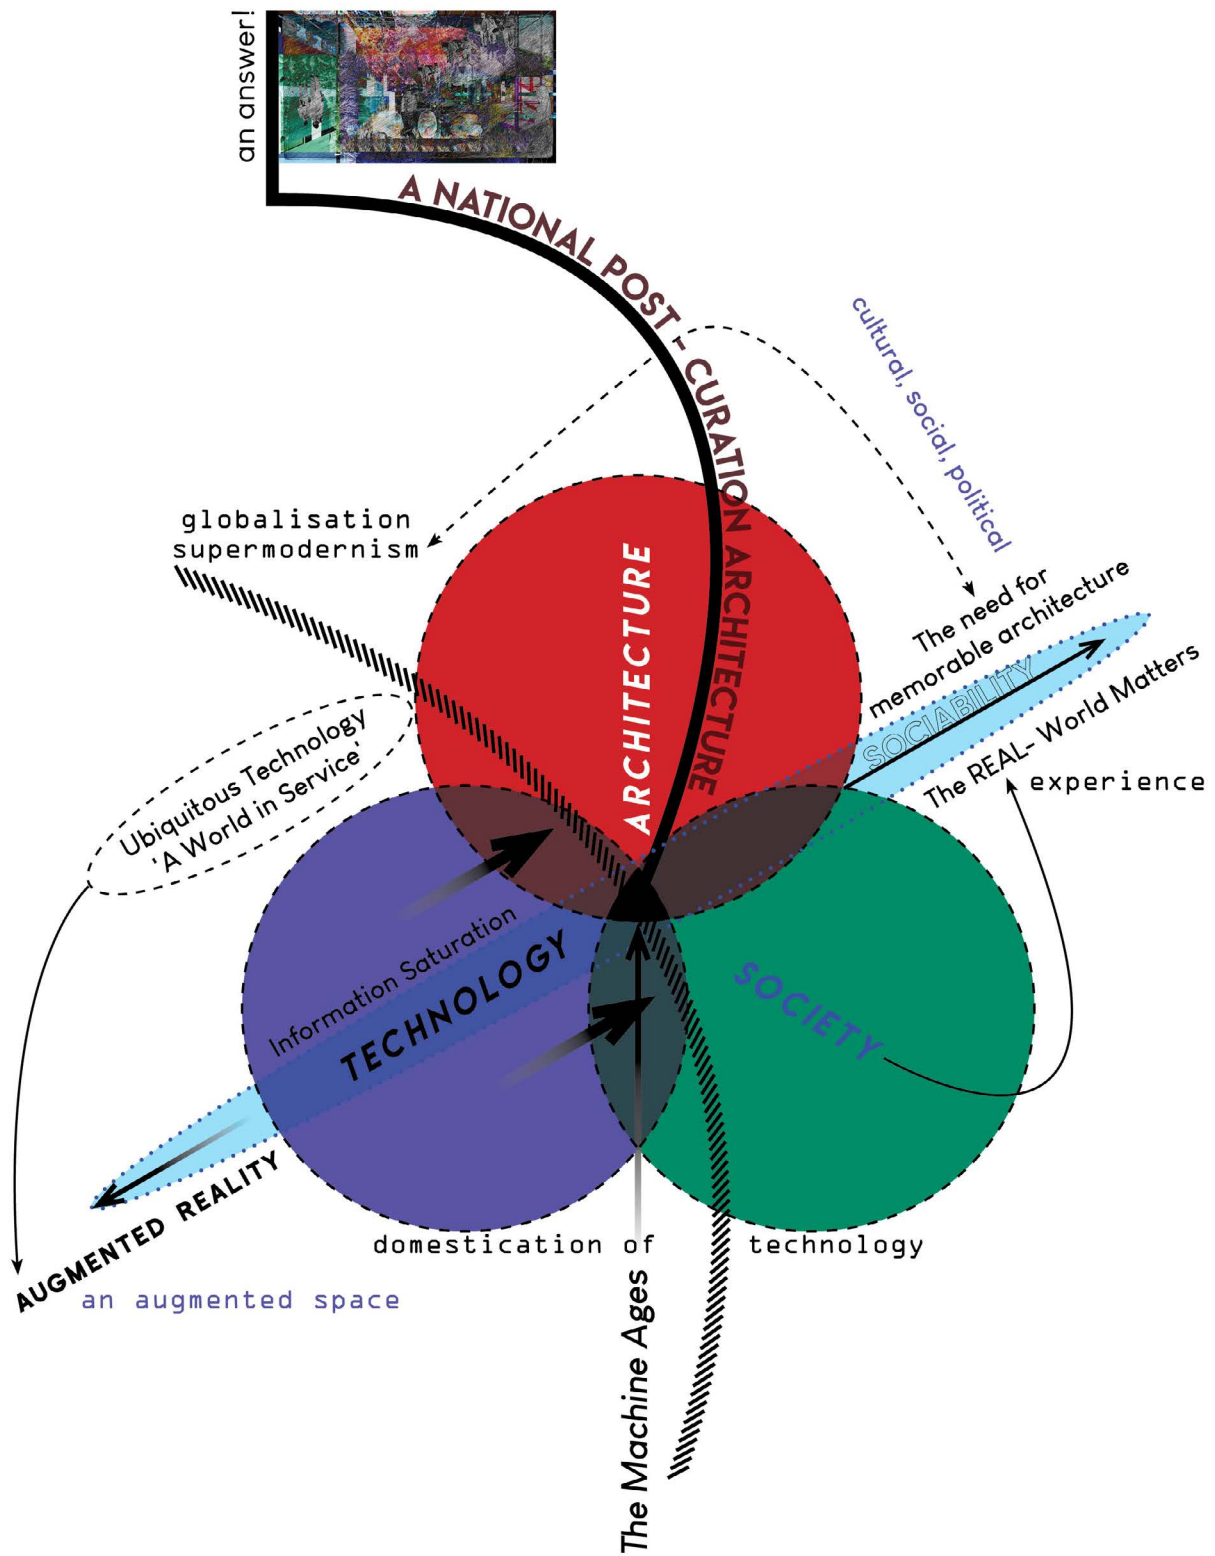 an answer!
A NATIONAL POST - CURATION ARCHITECTURE
cultural, social, political
globalisation
supermodernism
ARCHITECTURE
The need for
memorable architecture
SOCIABILITY
The REAL- World Matters
experience
Ubiquitous Technology
'A World in Service'
Information Saturation
TECHNOLOGY
SOCIETY
AUGMENTED REALITY
an augmented space
domestication of technology
The Machine Ages